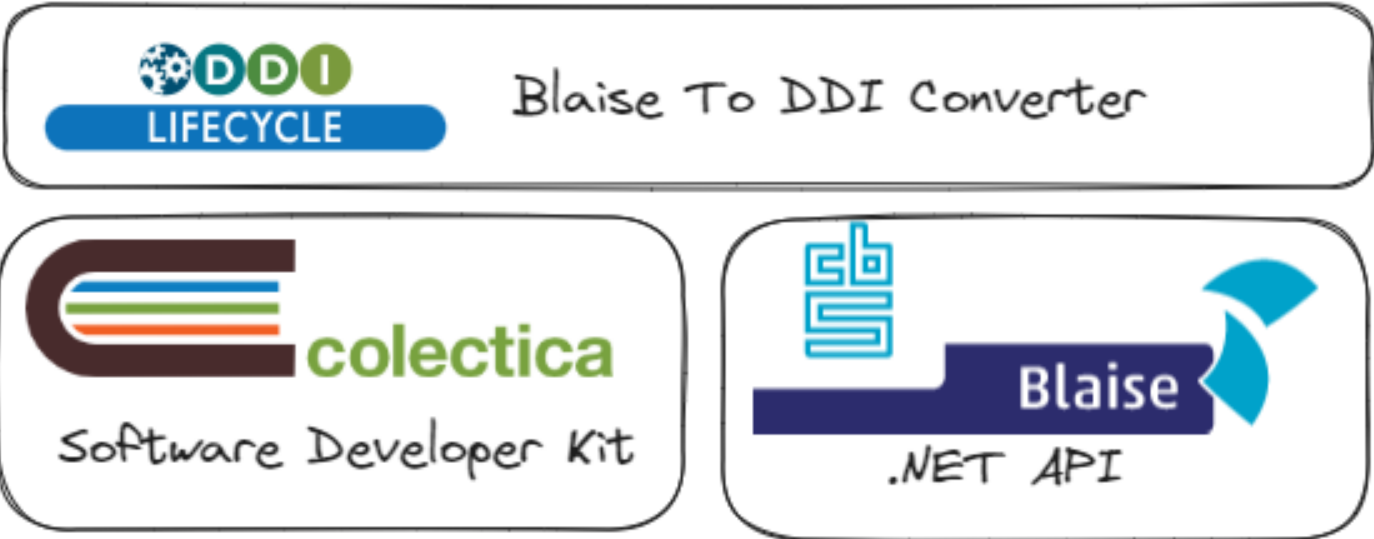 DDI
LIFECYCLE
Blaise To DDI Converter
colectica
Software Developer Kit
cbs
Blaise
.NET API